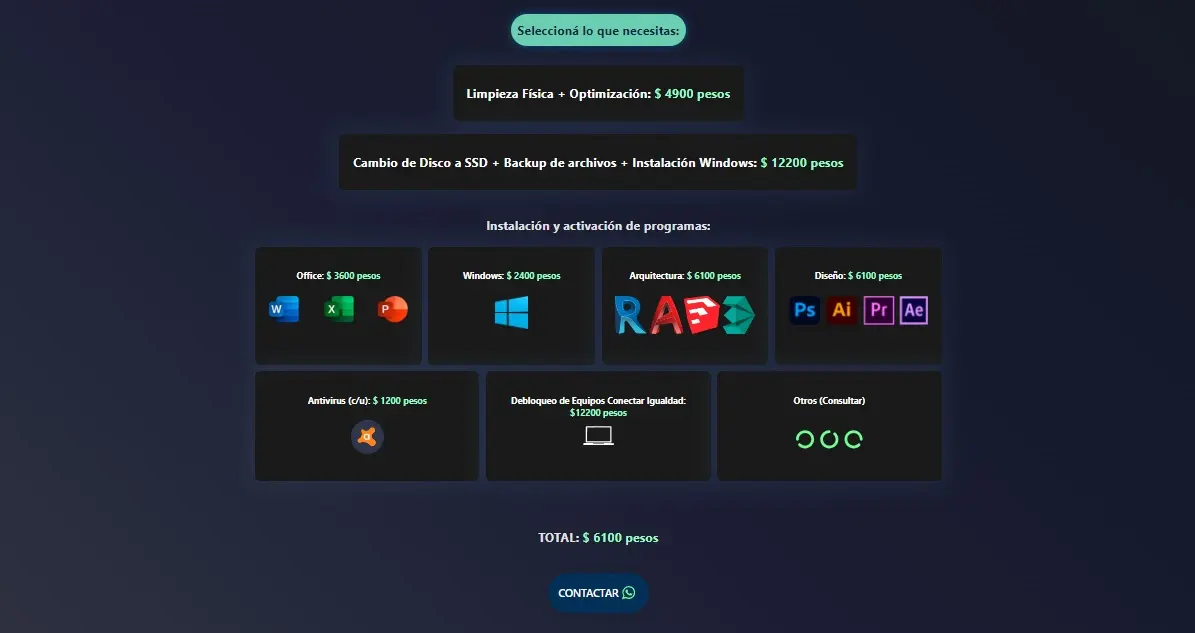 Seleccioná lo que necesitas:
Limpieza Física + Optimización: $ 4900 pesos
Cambio de Disco a SSD + Backup de archivos + Instalación Windows: $ 12200 pesos
Instalación y activación de programas:
Office: $ 3600 pesos
W X P
Windows: $ 2400 pesos
Arquitectura: $ 6100 pesos
R A
Diseño: $ 6100 pesos
Ps Ai Pr Ae
Antivirus (c/u): $ 1200 pesos
a
Debloqueo de Equipos Conectar Igualdad:
$12200 pesos
Otros (Consultar)
TOTAL: $ 6100 pesos
CONTACTAR